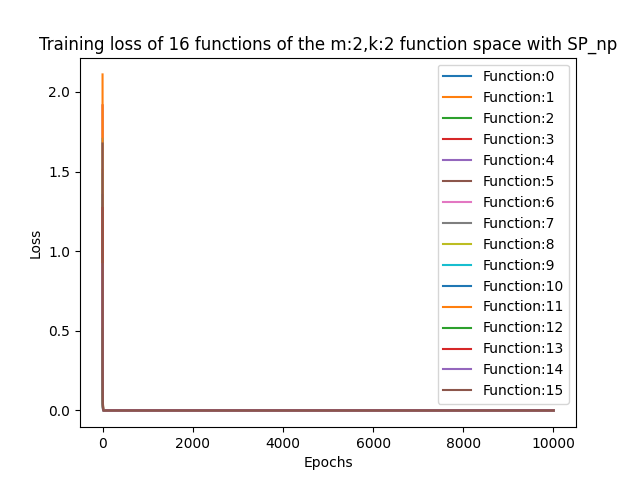 Training loss of 16 functions of the m:2,k:2 function space with SP_np
Loss
2.0
1.5
1.0
0.5
0.0
Function:0
Function:1
Function:2
Function:3
Function:4
Function:5
Function:6
Function:7
Function:8
Function:9
Function:10
Function:11
Function:12
Function:13
Function:14
Function:15
0 2000 4000 6000 8000 10000
Epochs